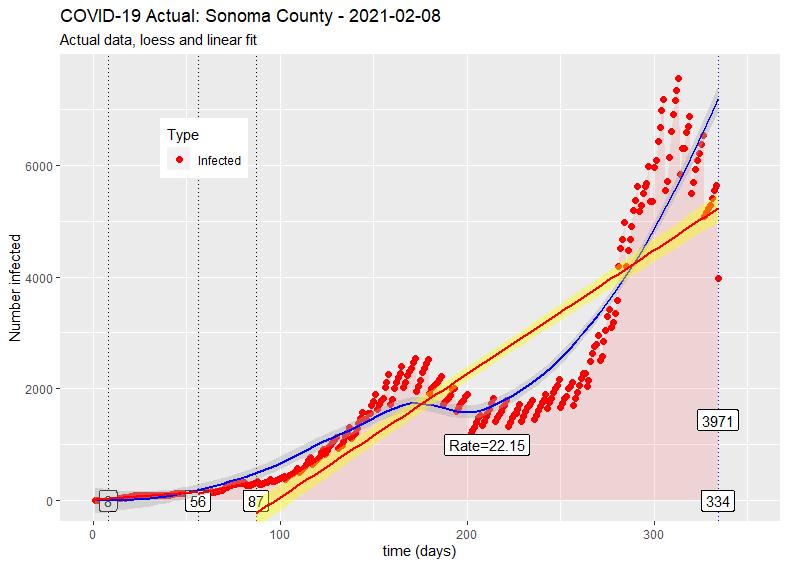 COVID-19 Actual: Sonoma County - 2021-02-08
Actual data, loess and linear fit
Type
Infected
6000
4000
2000
0
Number infected
3971
Rate=22.15
8
56
87
334
0
100
200
300
time (days)